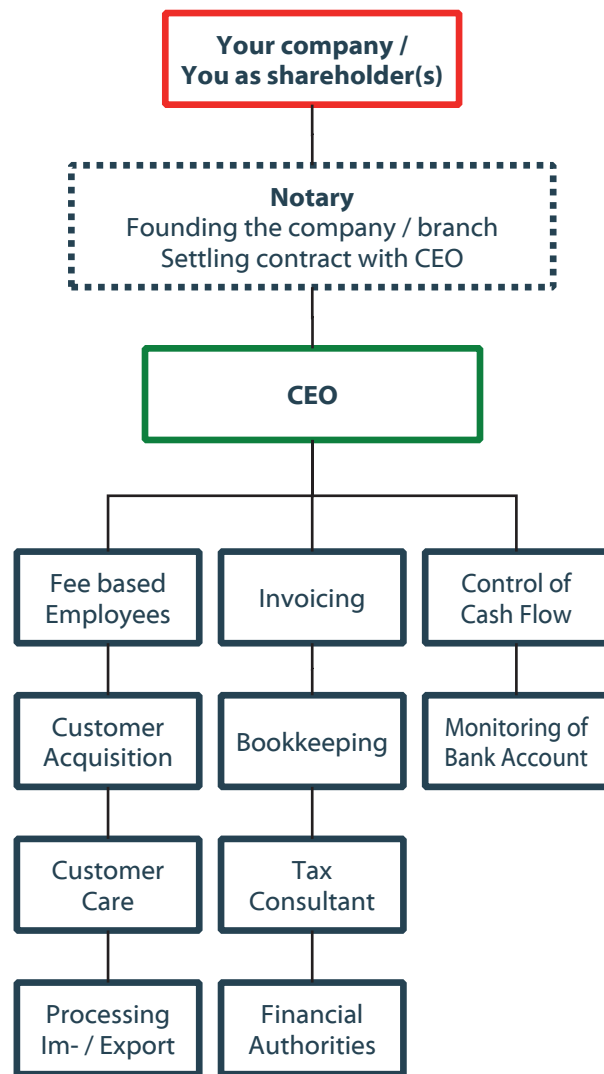 Your company /
You as shareholder(s)
Notary
Founding the company / branch
Settling contract with CEO
CEO
Fee based
Employees
Invoicing
Control of
Cash Flow
Customer
Acquisition
Bookkeeping
Monitoring of
Bank Account
Customer
Care
Tax
Consultant
Processing
Im- / Export
Financial
Authorities